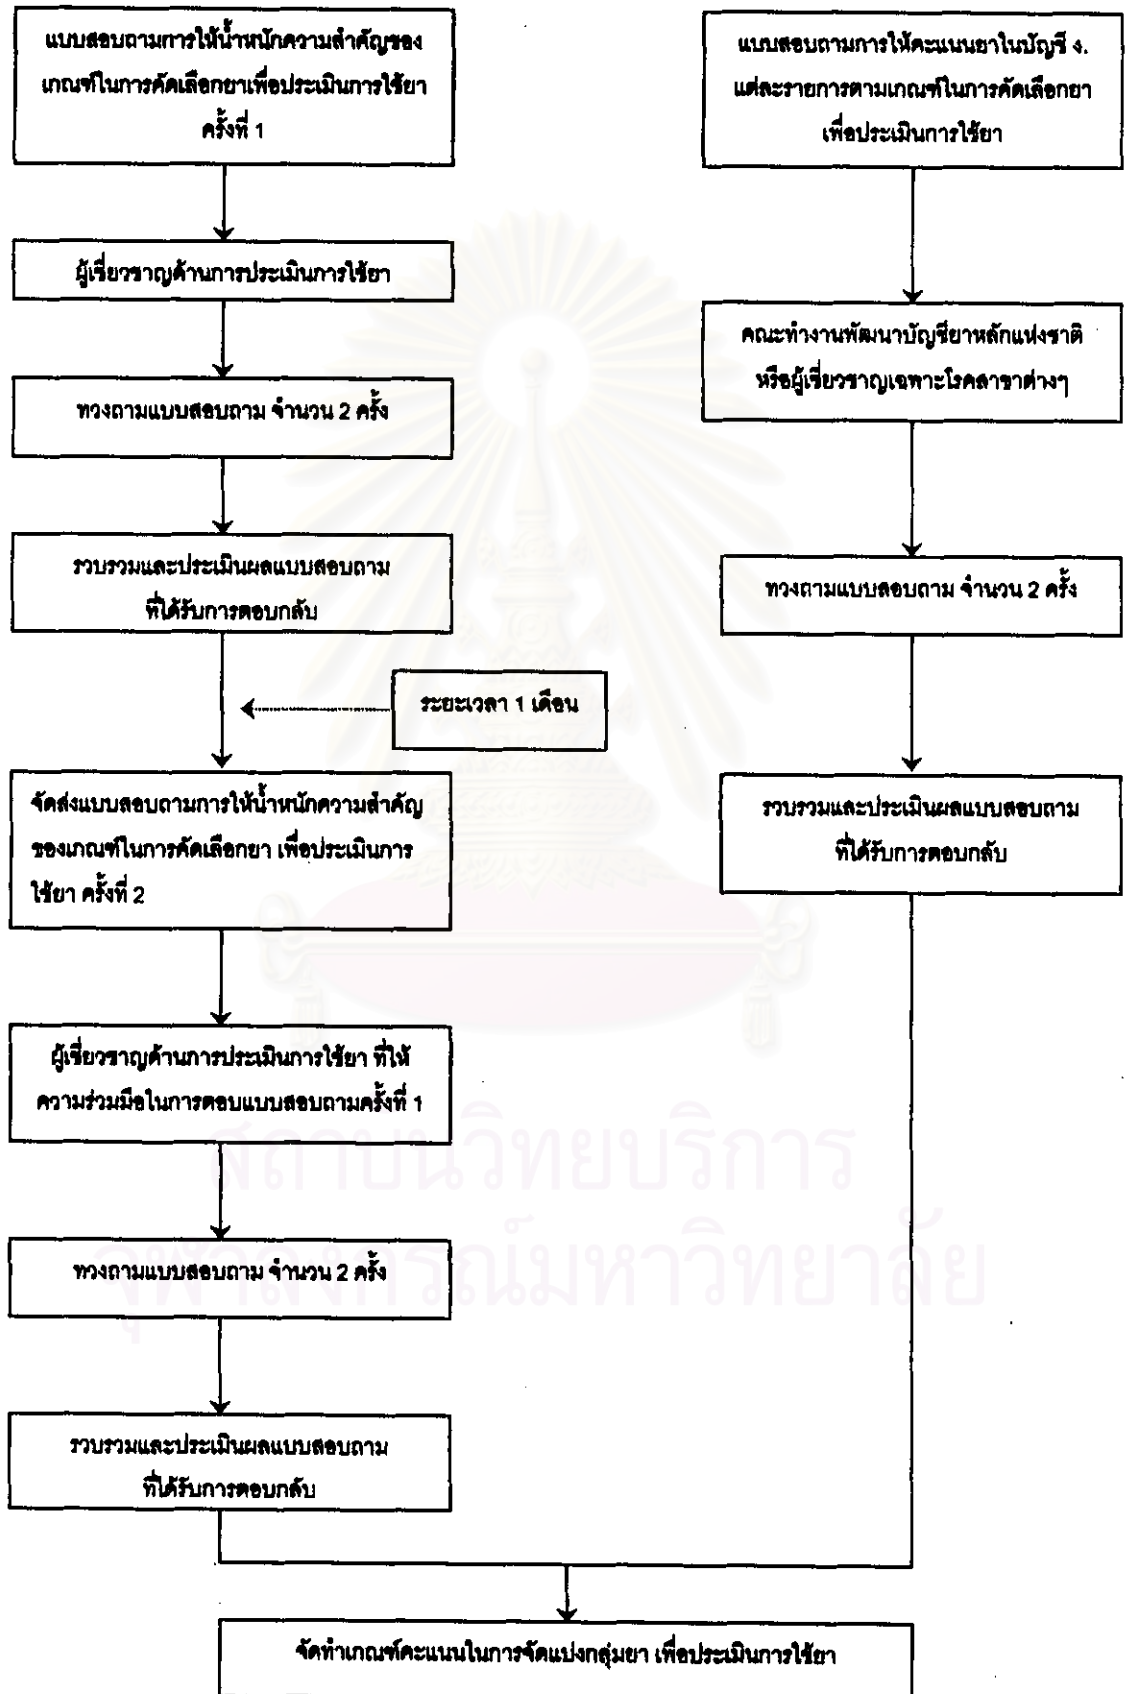 แบบสอบถามการให้น้ำหนักความสำคัญของ
เกณฑ์ในการคัดเลือกยาเพื่อประเมินการใช้ยา
ครั้งที่ 1
ผู้เชี่ยวชาญด้านการประเมินการใช้ยา
ทวงถามแบบสอบถาม จำนวน 2 ครั้ง
รวบรวมและประเมินผลแบบสอบถาม
ที่ได้รับการตอบกลับ
ระยะเวลา 1 เดือน
จัดส่งแบบสอบถามการให้น้ำหนักความสำคัญ
ของเกณฑ์ในการคัดเลือกยา เพื่อประเมินการ
ใช้ยา ครั้งที่ 2
ผู้เชี่ยวชาญด้านการประเมินการใช้ยา ที่ให้
ความร่วมมือในการตอบแบบสอบถามครั้งที่ 1
ทวงถามแบบสอบถาม จำนวน 2 ครั้ง
รวบรวมและประเมินผลแบบสอบถาม
ที่ได้รับการตอบกลับ
แบบสอบถามการให้คะแนนยาในบัญชี ง.
แต่ละรายการตามเกณฑ์ในการคัดเลือกยา
เพื่อประเมินการใช้ยา
คณะทำงานพัฒนาบัญชียาหลักแห่งชาติ
หรือผู้เชี่ยวชาญเฉพาะโรคสาขาต่างๆ
ทวงถามแบบสอบถาม จำนวน 2 ครั้ง
รวบรวมและประเมินผลแบบสอบถาม
ที่ได้รับการตอบกลับ
จัดทำเกณฑ์คะแนนในการจัดแบ่งกลุ่มยา เพื่อประเมินการใช้ยา
สถาบันวิทยบริการ
จุฬาลงกรณ์มหาวิทยาลัย